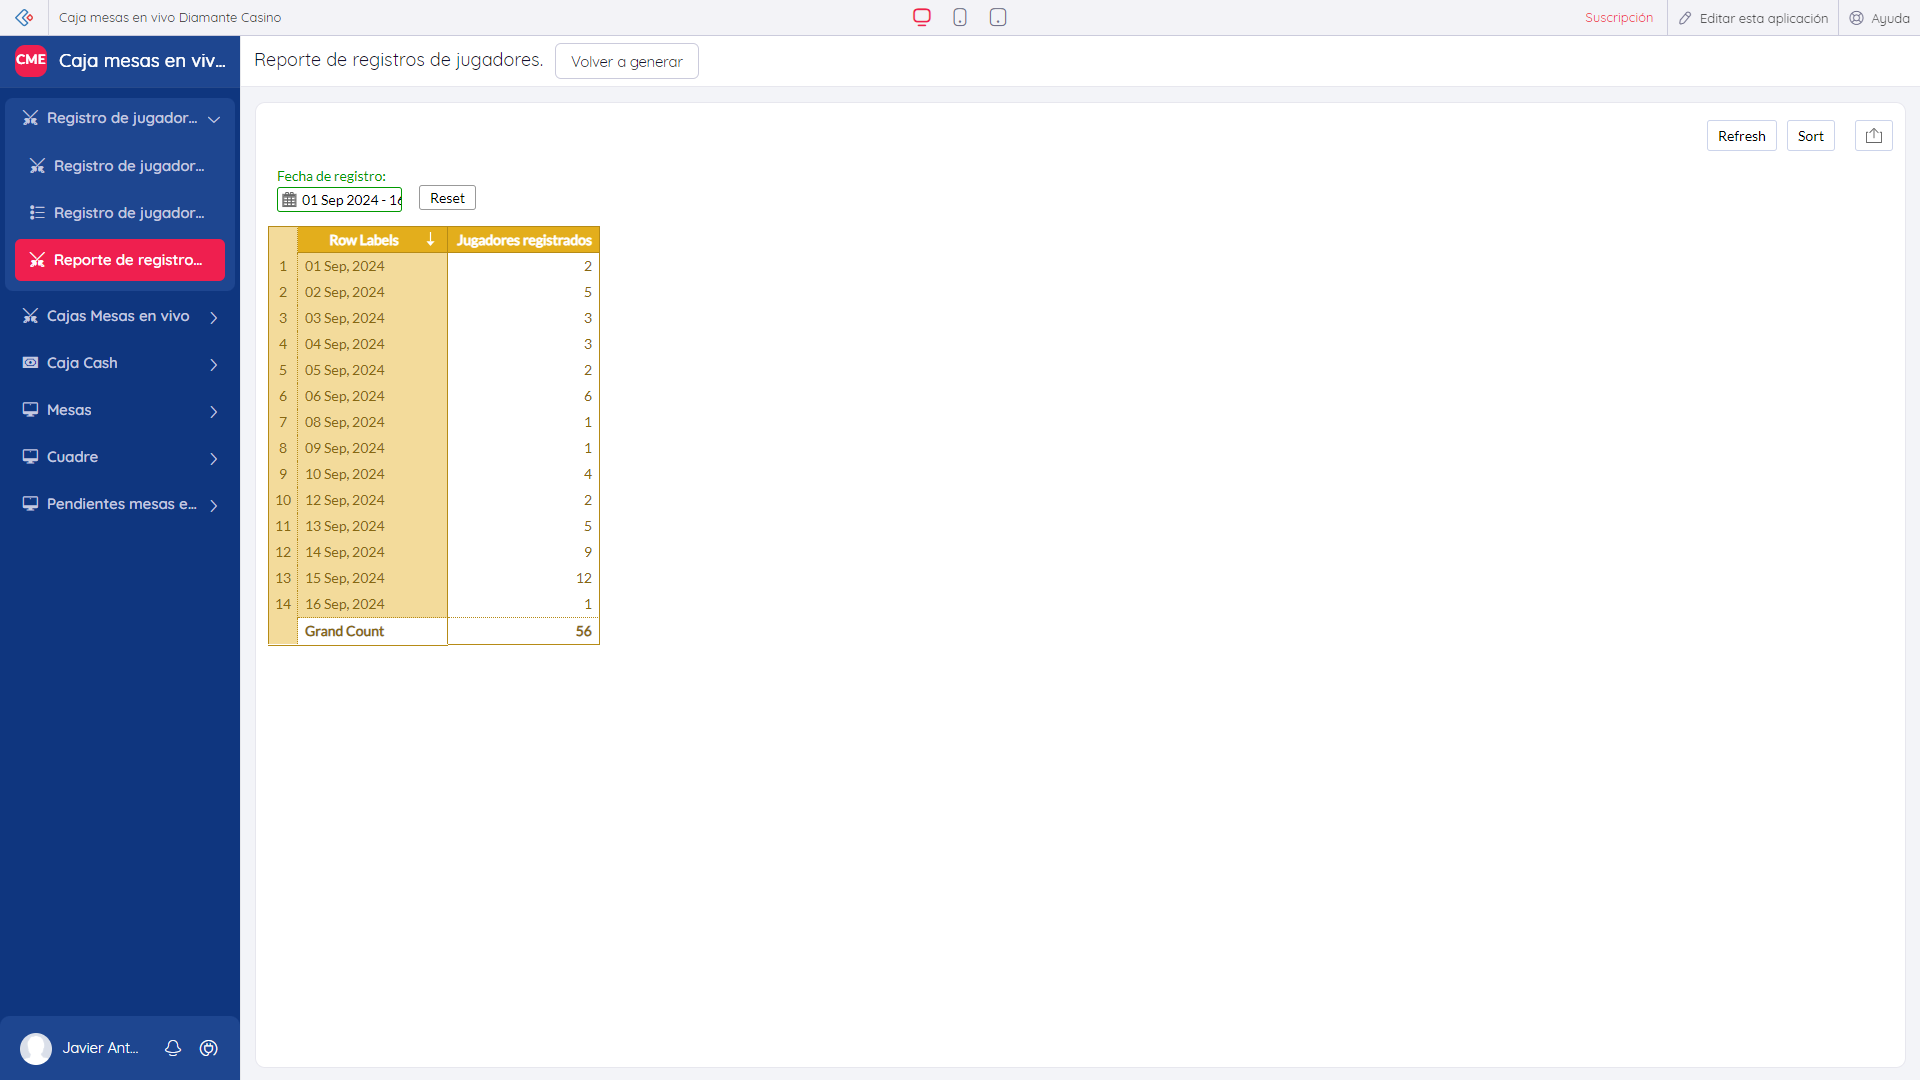 Caja mesas en vivo Diamante Casino
Suscripción
Editar esta aplicación
Ayuda
CME
Caja mesas en viv...
Reporte de registros de jugadores.
Volver a generar
Registro de jugador...
Registro de jugador...
Registro de jugador...
Reporte de registro...
Cajas Mesas en vivo
Caja Cash
Mesas
Cuadre
Pendientes mesas e...
Refresh
Sort
Fecha de registro:
01 Sep 2024 - 16
Reset
Row Labels ↓ Jugadores registrados
1 01 Sep, 2024 2
2 02 Sep, 2024 5
3 03 Sep, 2024 3
4 04 Sep, 2024 3
5 05 Sep, 2024 2
6 06 Sep, 2024 6
7 08 Sep, 2024 1
8 09 Sep, 2024 1
9 10 Sep, 2024 4
10 12 Sep, 2024 2
11 13 Sep, 2024 5
12 14 Sep, 2024 9
13 15 Sep, 2024 12
14 16 Sep, 2024 1
Grand Count 56
Javier Ant...